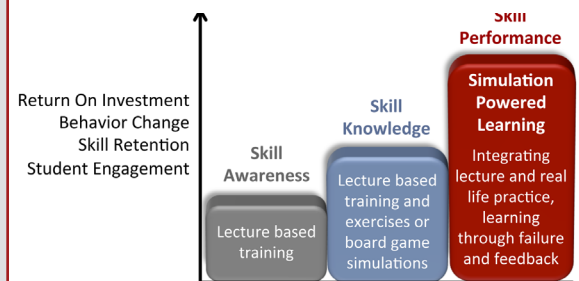 Skill
Performance
Simulation
Powered
Learning
Integrating
lecture and real
life practice,
learning
through failure
and feedback
Skill
Knowledge
Lecture based
training and
exercises or
board game
simulations
Skill
Awareness
Lecture based
training
Return On Investment
Behavior Change
Skill Retention
Student Engagement